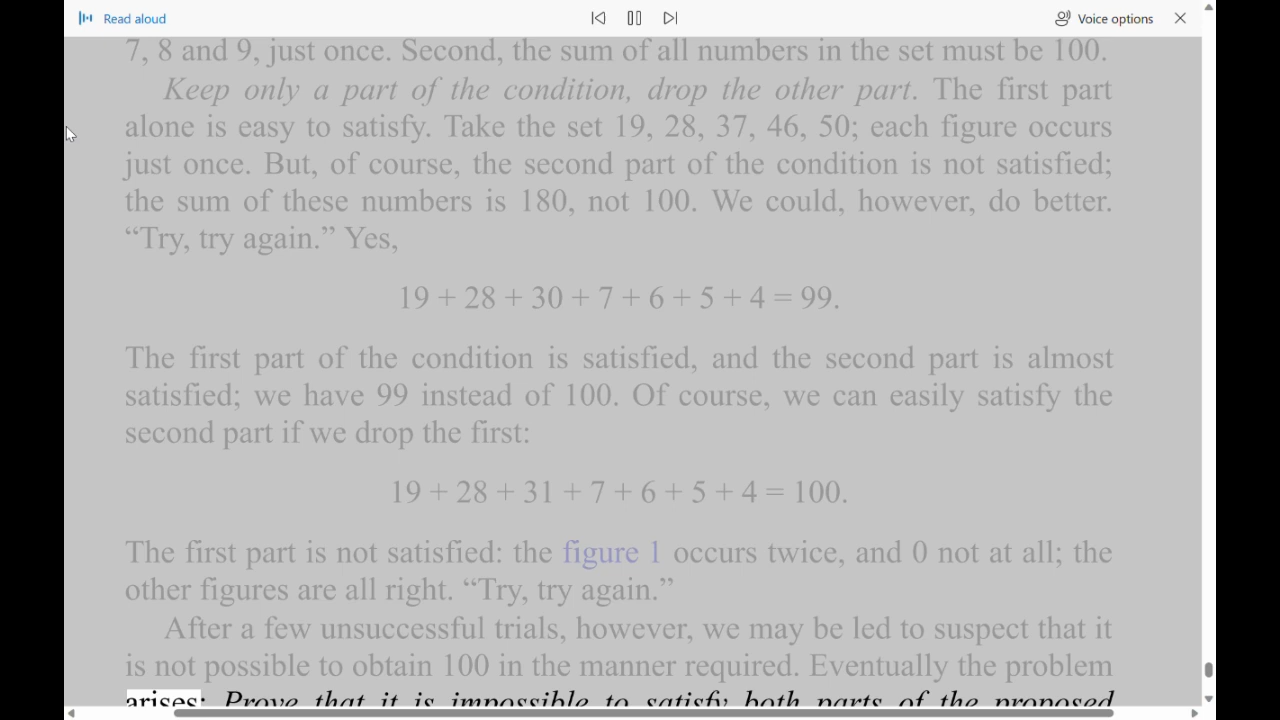 Read aloud
Voice options
7, 8 and 9, just once. Second, the sum of all numbers in the set must be 100.
Keep only a part of the condition, drop the other part. The first part
alone is easy to satisfy. Take the set 19, 28, 37, 46, 50; each figure occurs
just once. But, of course, the second part of the condition is not satisfied;
the sum of these numbers is 180, not 100. We could, however, do better.
“Try, try again.” Yes,
19 + 28 + 30 + 7 + 6 + 5 + 4 = 99.
The first part of the condition is satisfied, and the second part is almost
satisfied; we have 99 instead of 100. Of course, we can easily satisfy the
second part if we drop the first:
19 + 28 + 31 + 7 + 6 + 5 + 4 = 100.
The first part is not satisfied: the figure 1 occurs twice, and 0 not at all; the
other figures are all right. “Try, try again.”
After a few unsuccessful trials, however, we may be led to suspect that it
is not possible to obtain 100 in the manner required. Eventually the problem
arises: Prove that it is impossible to satisfy both parts of the proposed